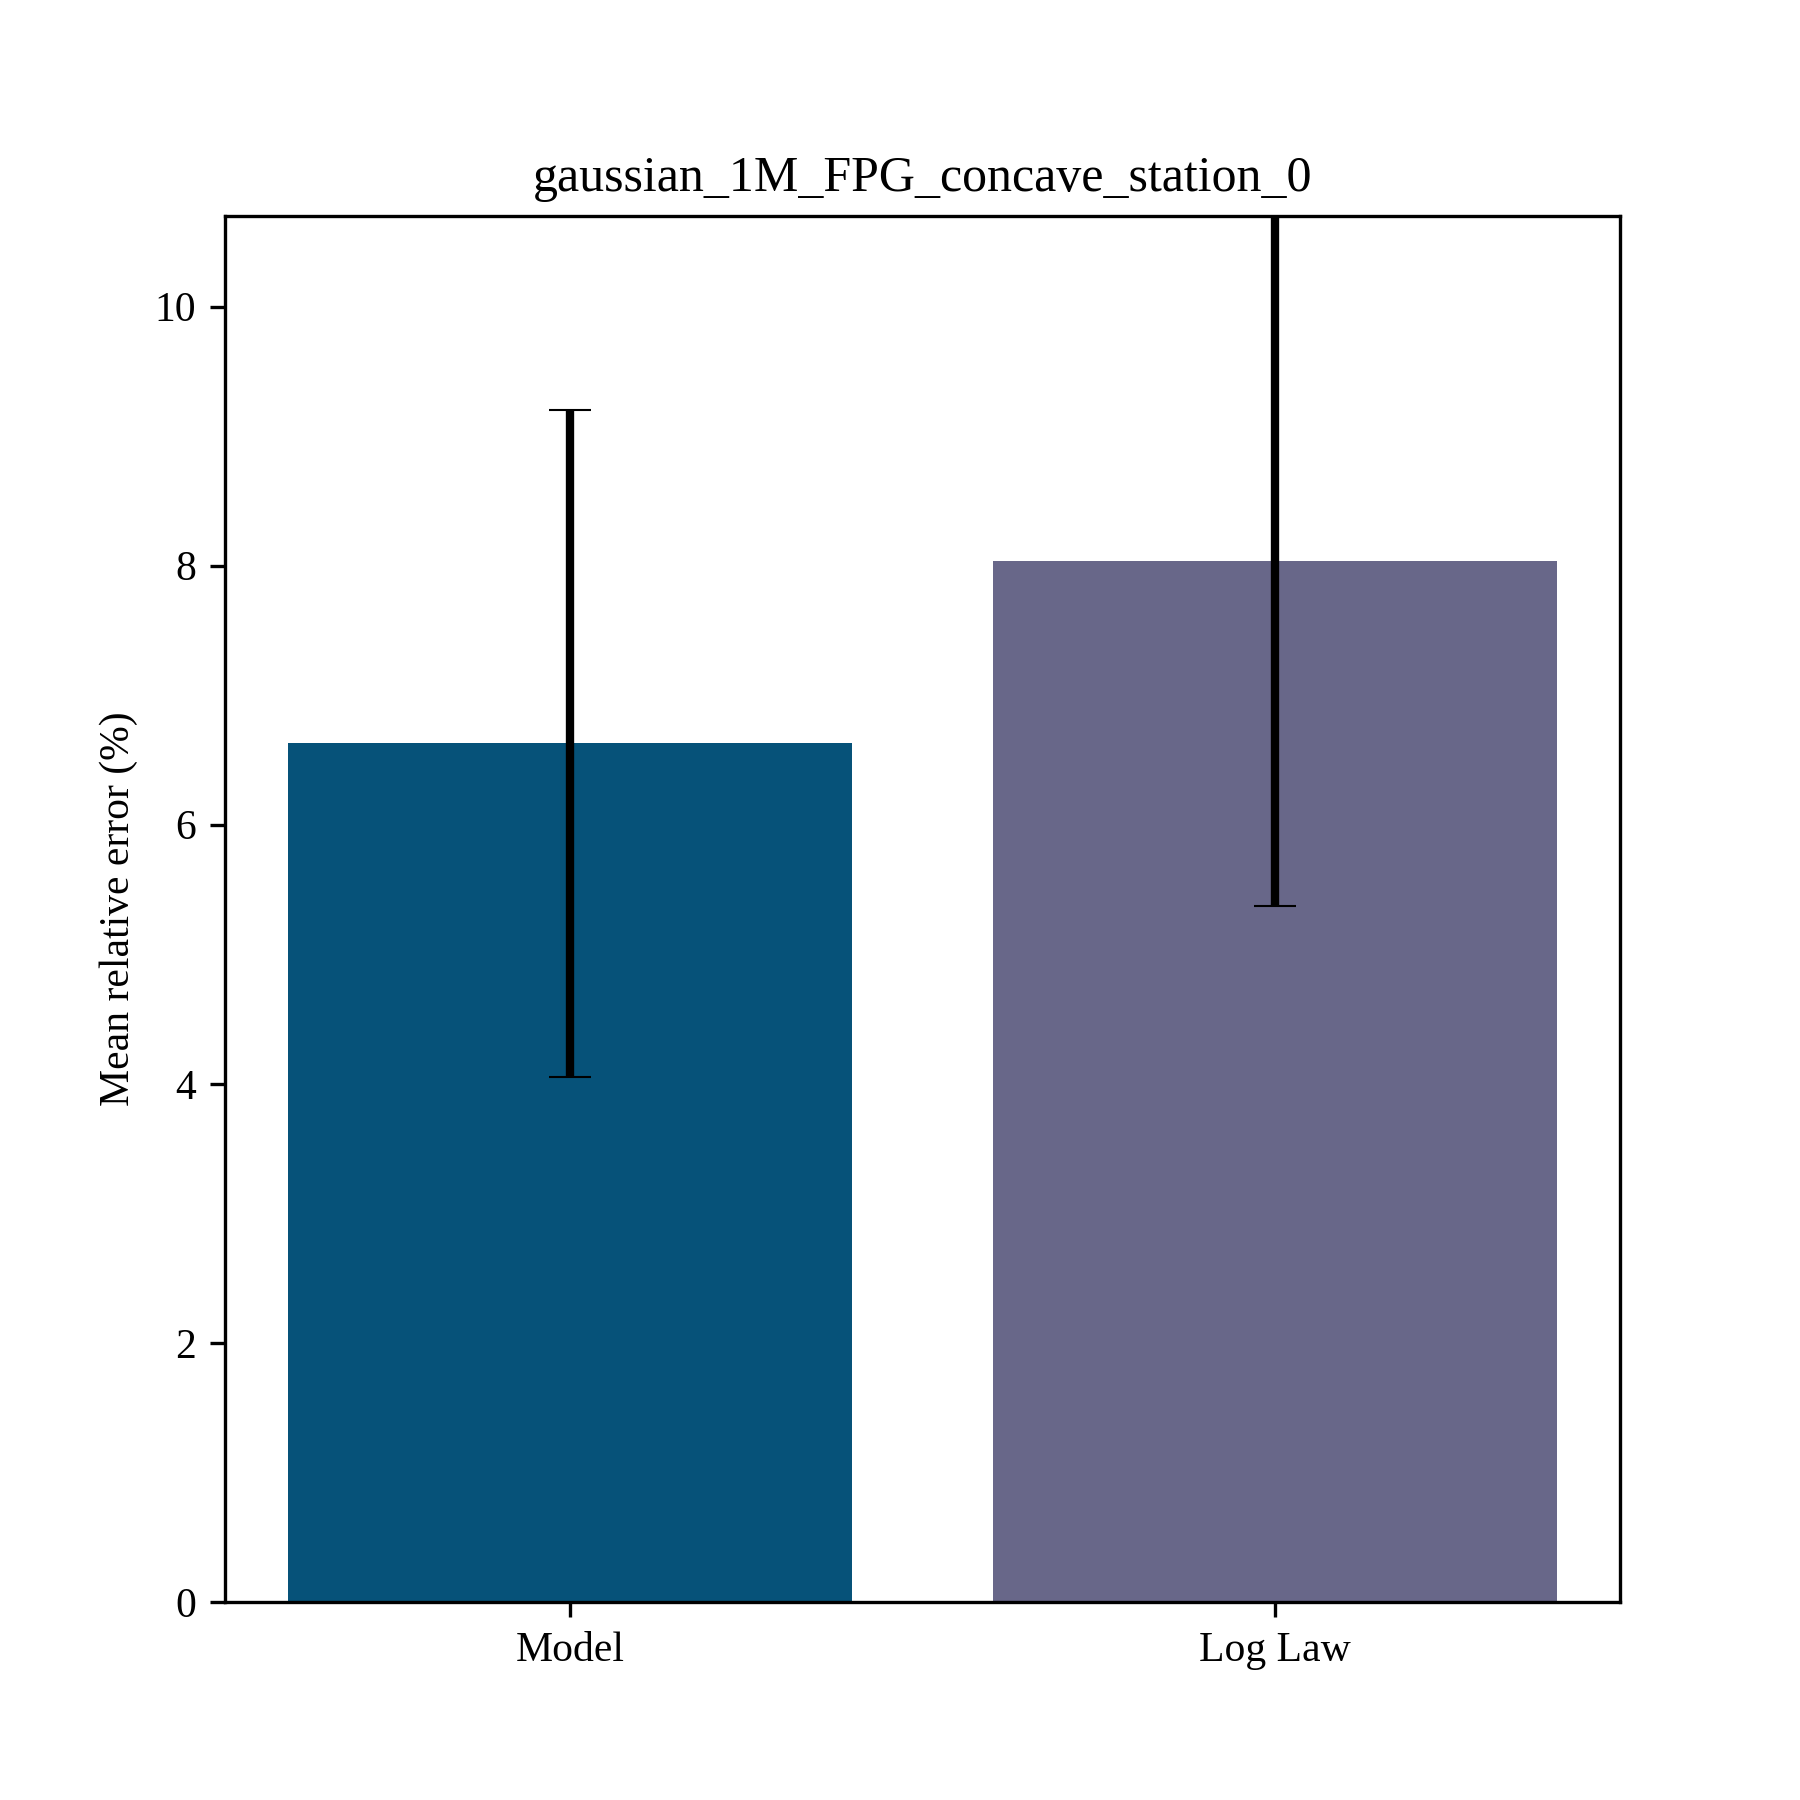 gaussian_1M_FPG_concave_station_0
Mean relative error (%)
10
8
6
4
2
0
Model
Log Law